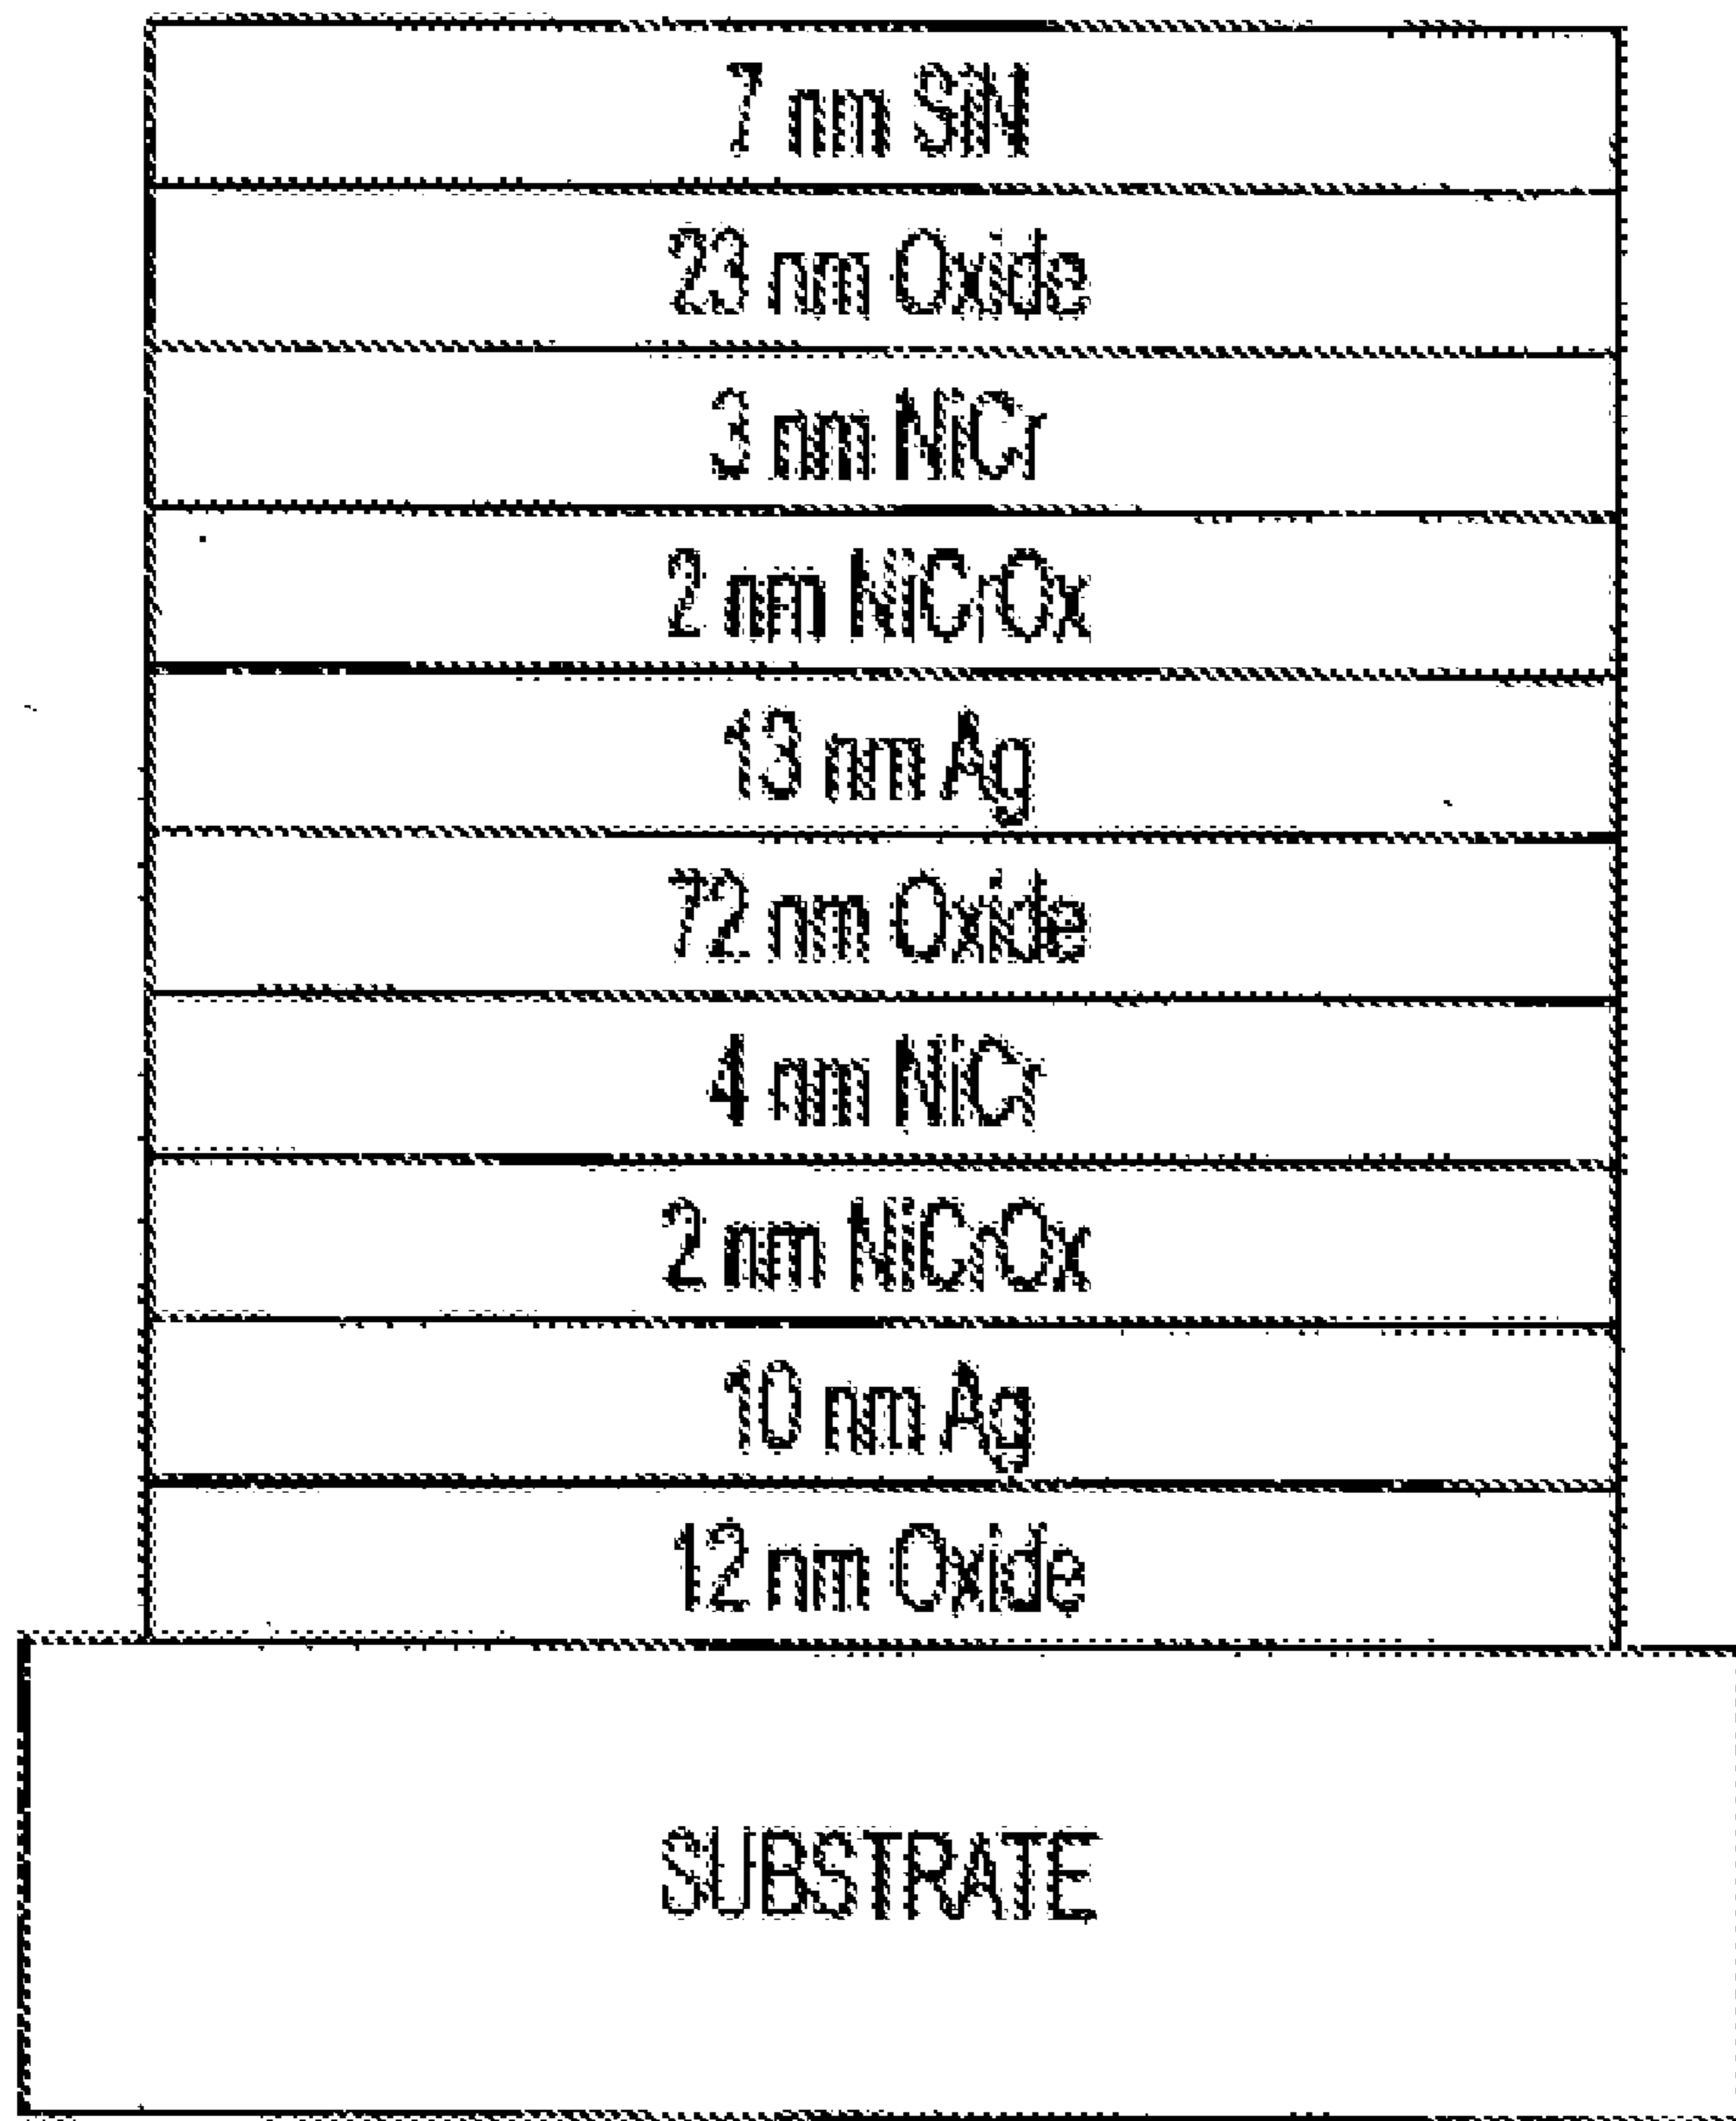 7 nm SiN
23 nm Oxide
3 nm NiCr
2 nm NiCrOx
13 nm Ag
72 nm Oxide
4 nm NiCr
2 nm NiCrOx
10 nm Ag
12 nm Oxide
SUBSTRATE